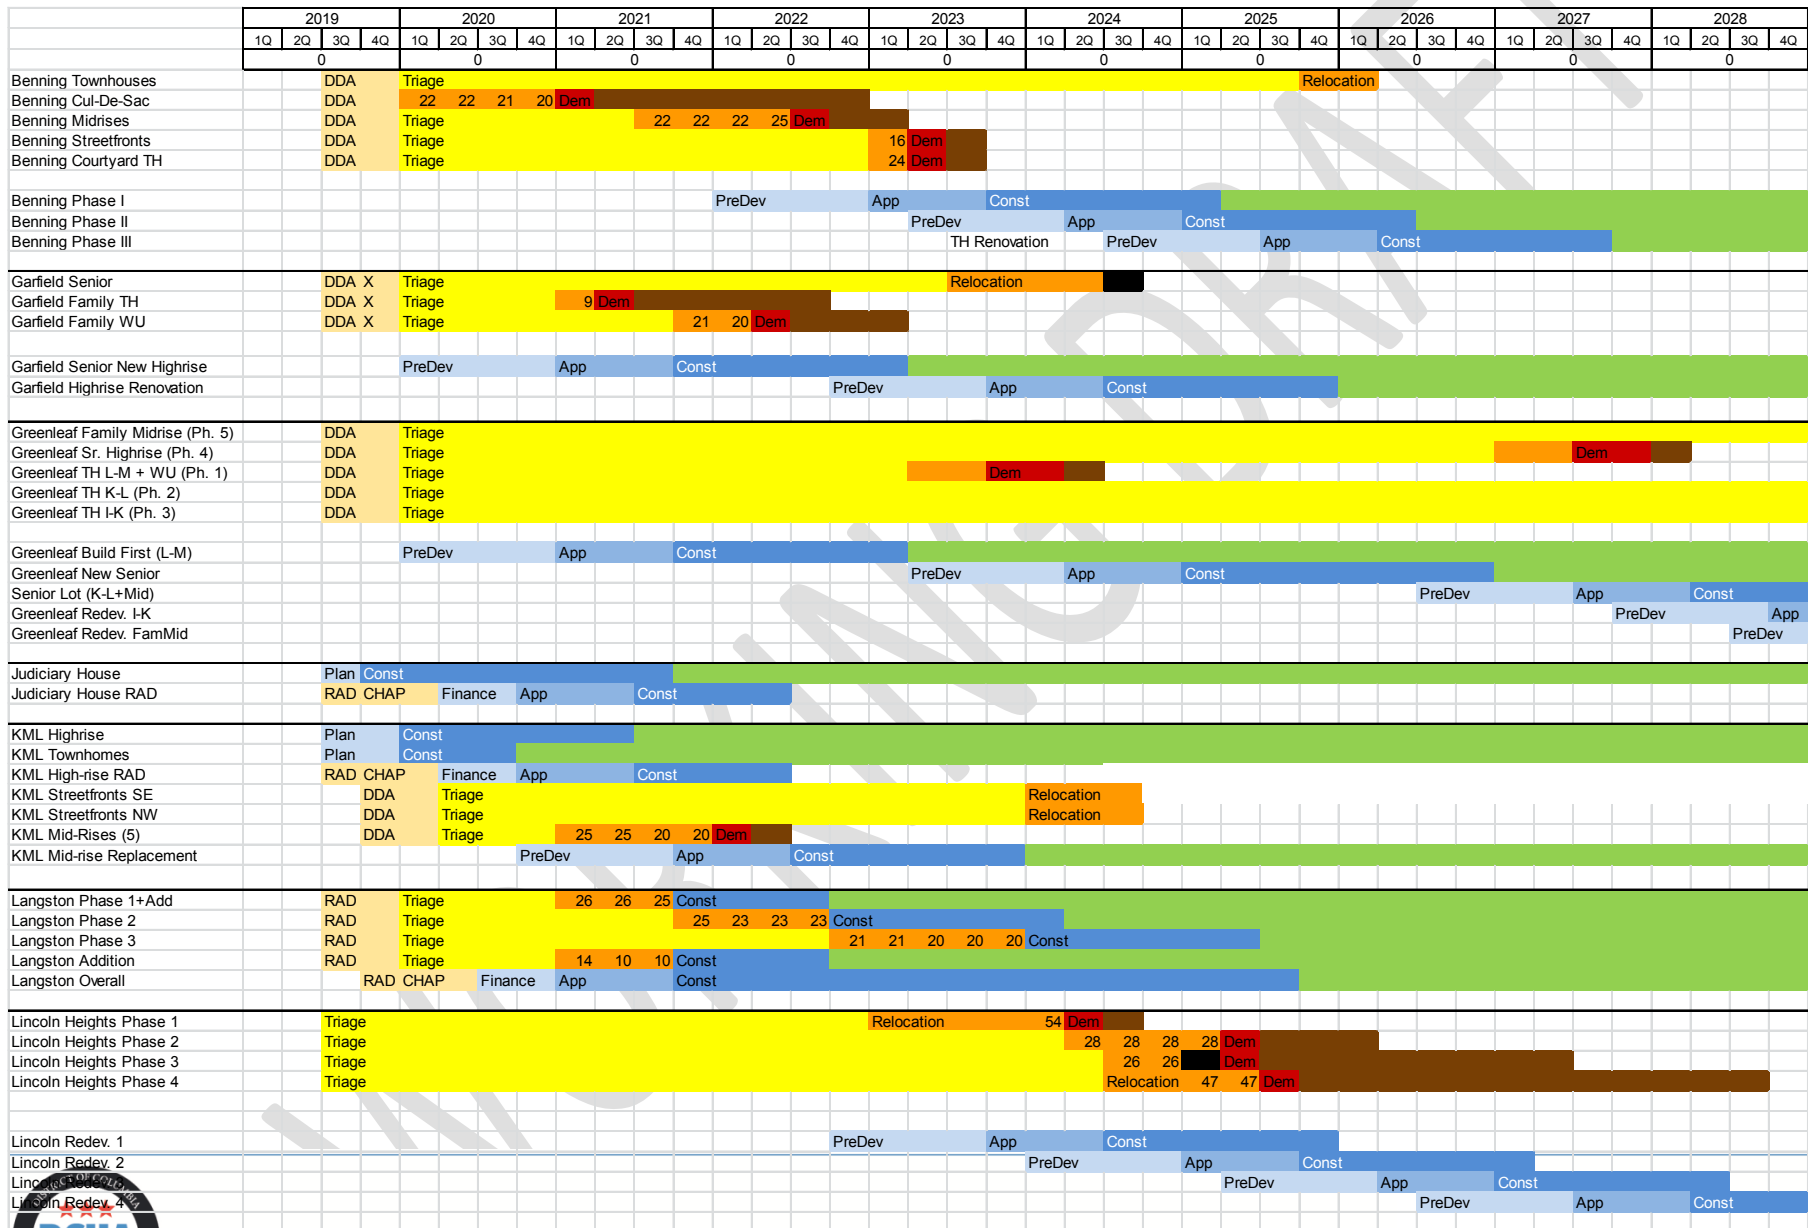 2019 2020 2021 2022 2023 2024 2025 2026 2027 2028
1Q 2Q 3Q 4Q 1Q 2Q 3Q 4Q 1Q 2Q 3Q 4Q 1Q 2Q 3Q 4Q 1Q 2Q 3Q 4Q 1Q 2Q 3Q 4Q 1Q 2Q 3Q 4Q 1Q 2Q 3Q 4Q 1Q 2Q 3Q 4Q 1Q 2Q 3Q 4Q
0 0 0 0 0 0 0 0 0 0
Benning Townhouses DDA Triage Relocation
Benning Cul-De-Sac DDA 22 22 21 20 Dem
Benning Midrises DDA Triage 22 22 22 25 Dem
Benning Streetfronts DDA Triage 16 Dem
Benning Courtyard TH DDA Triage 24 Dem
Benning Phase I PreDev App Const
Benning Phase II PreDev App Const
Benning Phase III TH Renovation PreDev App Const
Garfield Senior DDA X Triage Relocation
Garfield Family TH DDA X Triage 9 Dem
Garfield Family WU DDA X Triage 21 20 Dem
Garfield Senior New Highrise PreDev App Const
Garfield Highrise Renovation PreDev App Const
Greenleaf Family Midrise (Ph. 5) DDA Triage
Greenleaf Sr. Highrise (Ph. 4) DDA Triage Dem
Greenleaf TH L-M + WU (Ph. 1) DDA Triage Dem
Greenleaf TH K-L (Ph. 2) DDA Triage
Greenleaf TH I-K (Ph. 3) DDA Triage
Greenleaf Build First (L-M) PreDev App Const
Greenleaf New Senior PreDev App Const
Senior Lot (K-L+Mid) PreDev App Const
Greenleaf Redev. I-K PreDev App
Greenleaf Redev. FamMid PreDev
Judiciary House Plan Const
Judiciary House RAD RAD CHAP Finance App Const
KML Highrise Plan Const
KML Townhomes Plan Const
KML High-rise RAD RAD CHAP Finance App Const
KML Streetfronts SE DDA Triage Relocation
KML Streetfronts NW DDA Triage Relocation
KML Mid-Rises (5) DDA Triage 25 25 20 20 Dem
KML Mid-rise Replacement PreDev App Const
Langston Phase 1+Add RAD Triage 26 26 25 Const
Langston Phase 2 RAD Triage 25 23 23 23 Const
Langston Phase 3 RAD Triage 21 21 20 20 20 Const
Langston Addition RAD Triage 14 10 10 Const
Langston Overall RAD CHAP Finance App Const
Lincoln Heights Phase 1 Triage Relocation 54 Dem
Lincoln Heights Phase 2 Triage 28 28 28 28 Dem
Lincoln Heights Phase 3 Triage 26 26 Dem
Lincoln Heights Phase 4 Triage Relocation 47 47 Dem
Lincoln Redev. 1 PreDev App Const
Lincoln Redev. 2 PreDev App Const
Lincoln Redev. 3 PreDev App Const
Lincoln Redev. 4 PreDev App Const
WORKING DRAFT